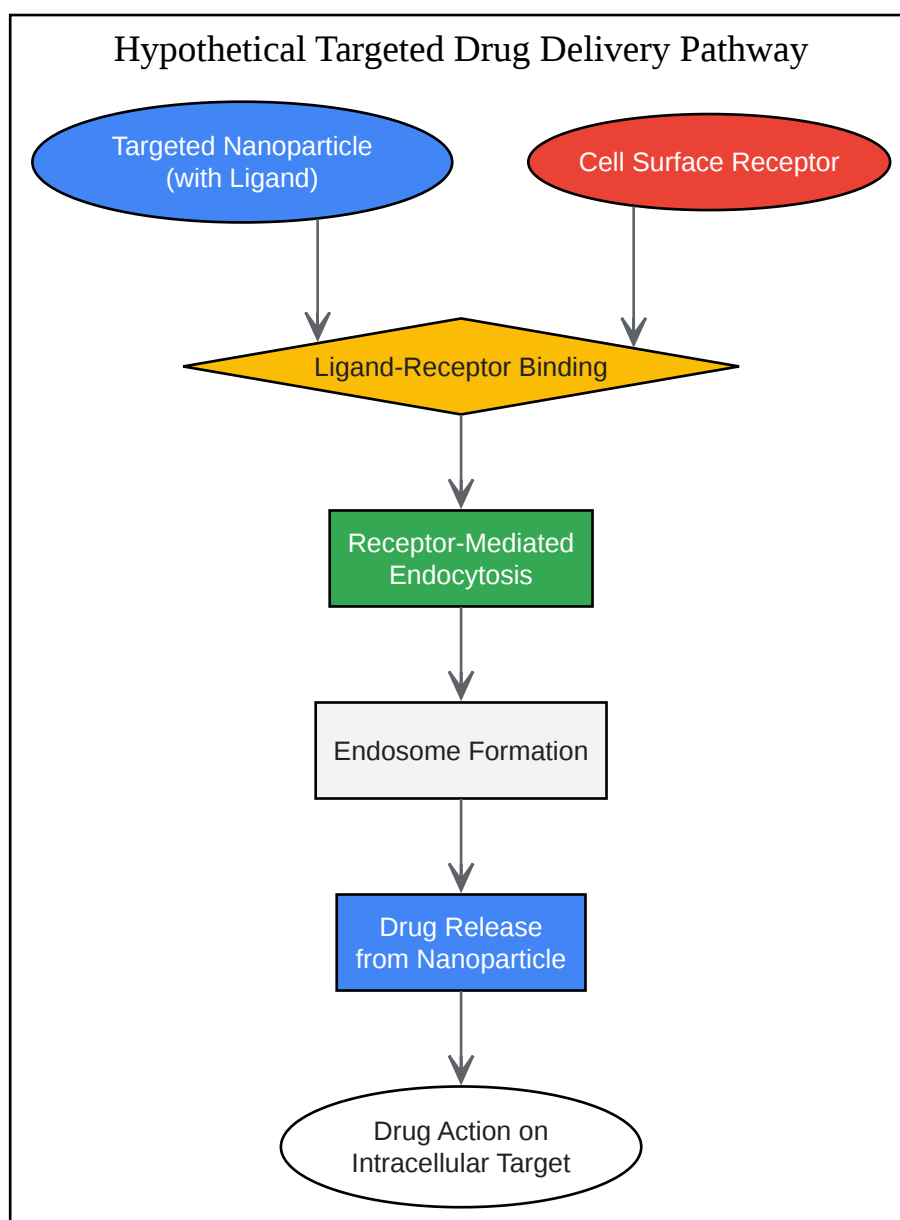 Hypothetical Targeted Drug Delivery Pathway
Targeted Nanoparticle
(with Ligand)
Cell Surface Receptor
Ligand-Receptor Binding
Receptor-Mediated
Endocytosis
Endosome Formation
Drug Release
from Nanoparticle
Drug Action on
Intracellular Target